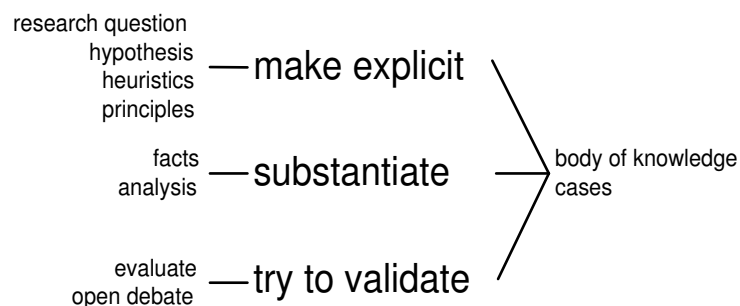 research question
hypothesis
heuristics
principles
make explicit
facts
analysis
substantiate
body of knowledge
cases
evaluate
open debate
try to validate